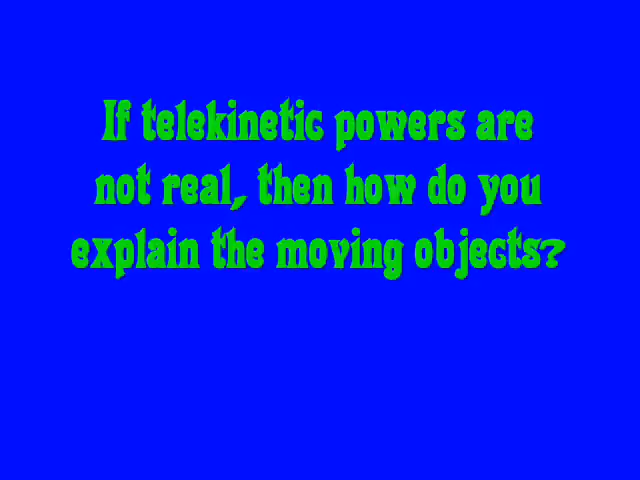 If telekinetic powers are
not real, then how do you
explain the moving objects?